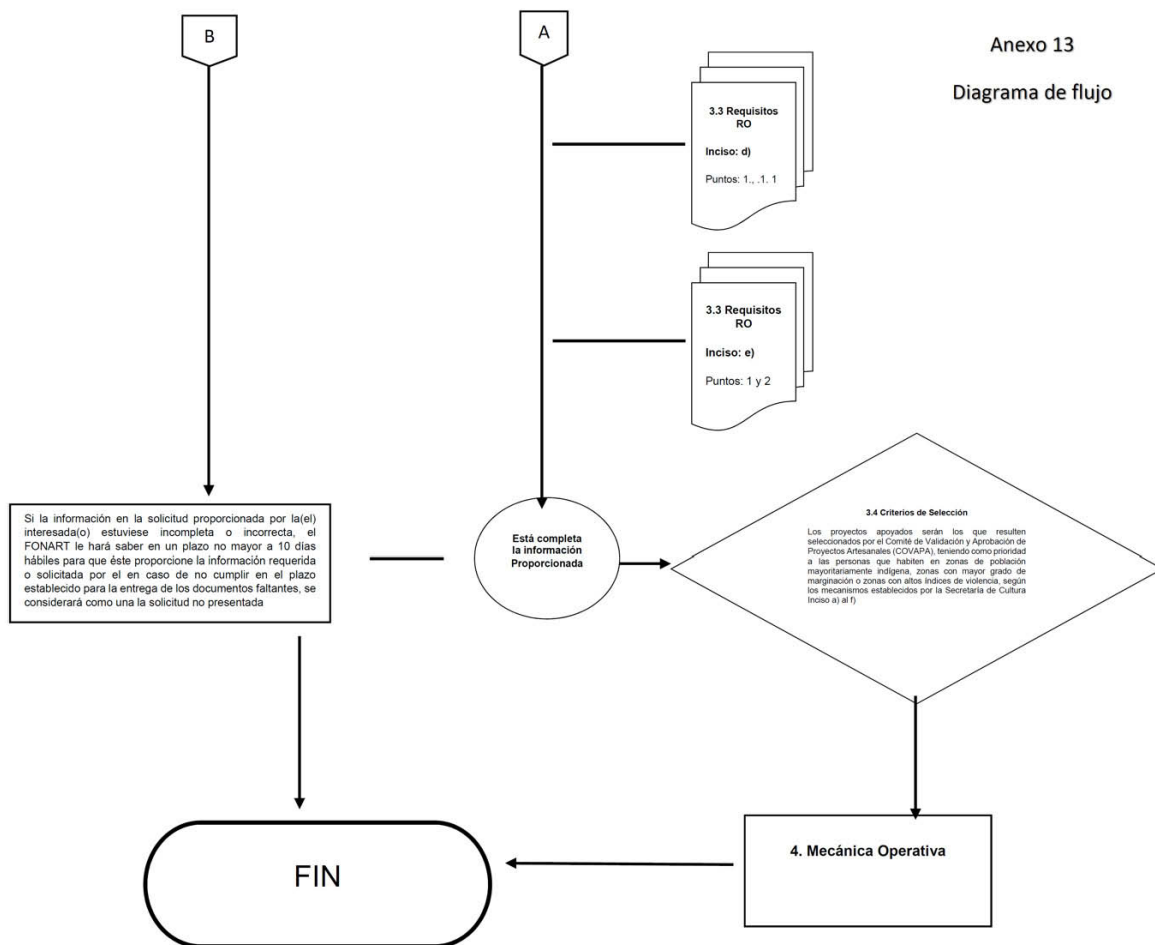 B
A
Anexo 13
Diagrama de flujo
3.3 Requisitos
RO
Inciso: d)
Puntos: 1., .1. 1
3.3 Requisitos
RO
Inciso: e)
Puntos: 1 y 2
Si la información en la solicitud proporcionada por la(el)
interesada(o) estuviese incompleta o incorrecta, el
FONART le hará saber en un plazo no mayor a 10 días
hábiles para que éste proporcione la información requerida
o solicitada por el en caso de no cumplir en el plazo
establecido para la entrega de los documentos faltantes, se
considerará como una la solicitud no presentada
Está completa
la información
Proporcionada
3.4 Criterios de Selección
Los proyectos apoyados serán los que resulten
seleccionados por el Comité de Validación y Aprobación de
Proyectos Artesanales (COVAPA), teniendo como prioridad
a las personas que habiten en zonas de población
mayoritariamente indígena, zonas con mayor grado de
marginación o zonas con altos índices de violencia, según
los mecanismos establecidos por la Secretaría de Cultura
Inciso a) al f)
4. Mecánica Operativa
FIN